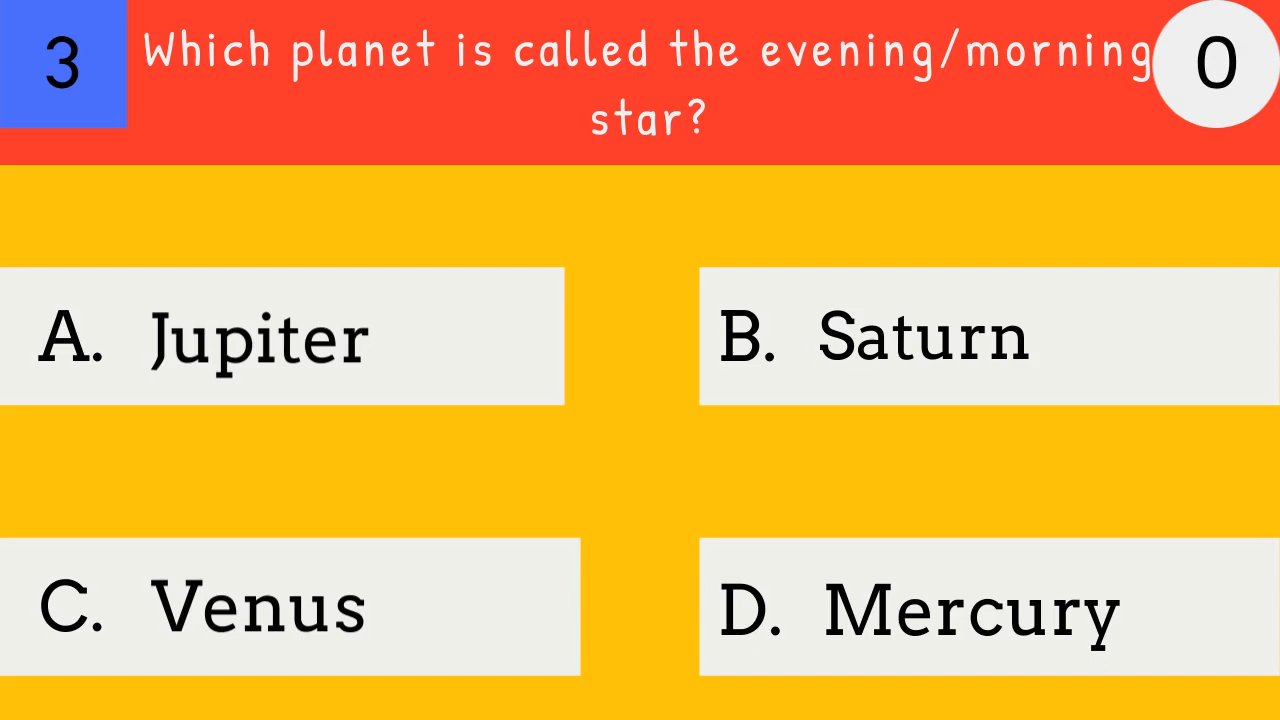 3
Which planet is called the evening/morning
star?
0
A. Jupiter
B. Saturn
C. Venus
D. Mercury